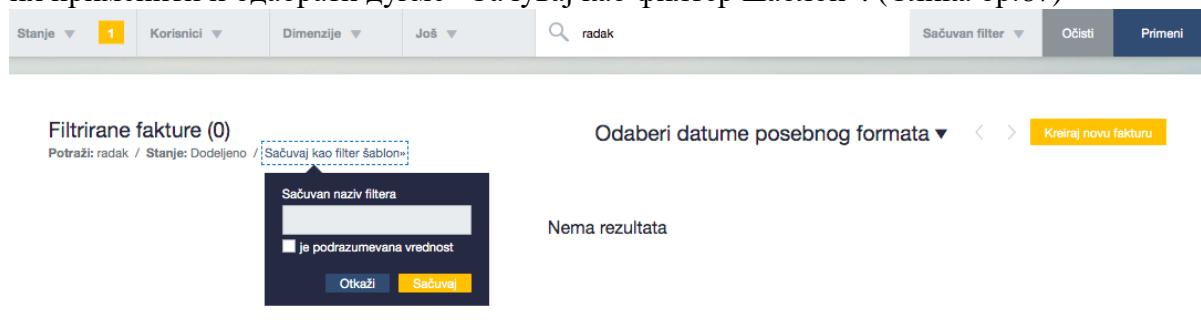 Stanje ▼ 1 Korisnici ▼ Dimenzije ▼ Još ▼ radak Sačuvan filter ▼ Očisti Primeni
Filtrirane fakture (0) Odaberi datume posebnog formata ▼ < > Kreiraj novu fakturu
Potraži: radak / Stanje: Dodeljeno / Sačuvaj kao filter šablon»
Sačuvan naziv filtera
Nema rezultata
je podrazumevana vrednost
Otkaži Sačuvaj